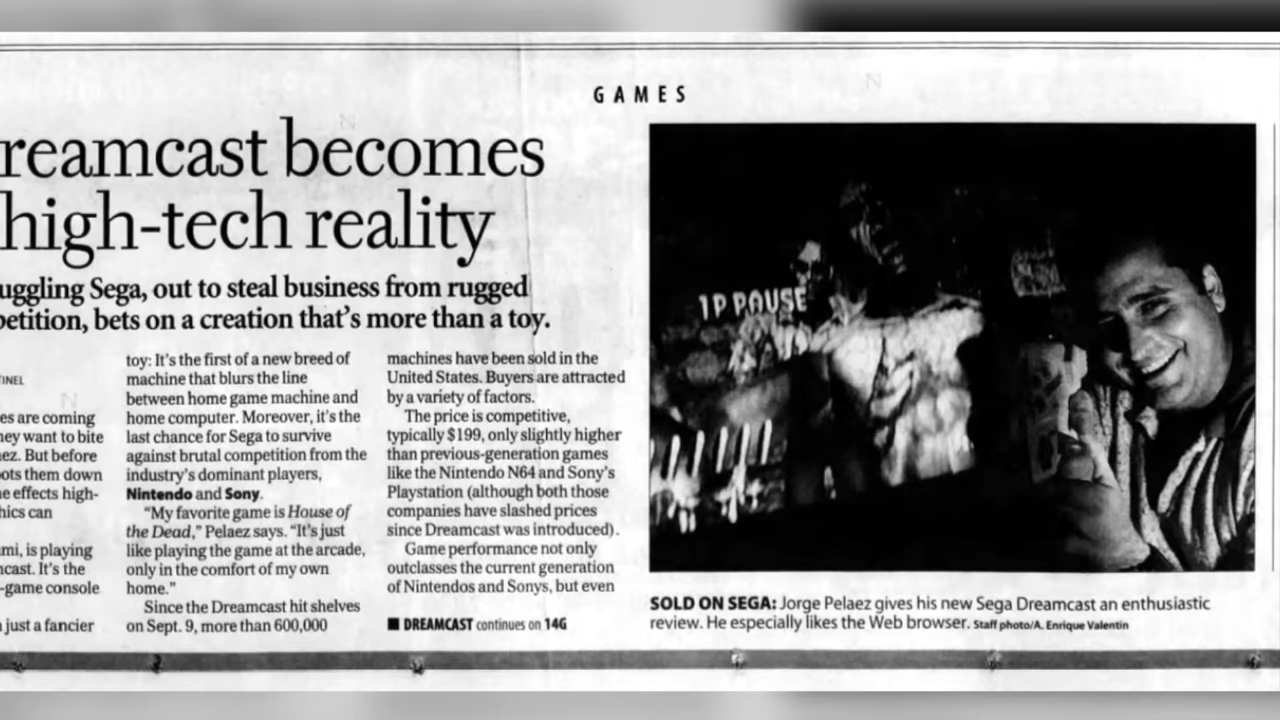 GAMES
reamcast becomes
high-tech reality
uggling Sega, out to steal business from rugged
petition, bets on a creation that's more than a toy.
TINEL
es are coming
hey want to bite
ez. But before
oots them down
e effects high-
hics can
mi, is playing
mcast. It's the
-game console
just a fancier
toy: It's the first of a new breed of
machine that blurs the line
between home game machine and
home computer. Moreover, it's the
last chance for Sega to survive
against brutal competition from the
industry's dominant players,
Nintendo and Sony.
"My favorite game is House of
the Dead," Pelaez says. "It's just
like playing the game at the arcade,
only in the comfort of my own
home."
Since the Dreamcast hit shelves
on Sept. 9, more than 600,000
machines have been sold in the
United States. Buyers are attracted
by a variety of factors.
The price is competitive,
typically $199, only slightly higher
than previous-generation games
like the Nintendo N64 and Sony's
Playstation (although both those
companies have slashed prices
since Dreamcast was introduced).
Game performance not only
outclasses the current generation
of Nintendos and Sonys, but even
■ DREAMCAST continues on 14G
1P PAUSE
SOLD ON SEGA: Jorge Pelaez gives his new Sega Dreamcast an enthusiastic
review. He especially likes the Web browser. Staff photo/A. Enrique Valentin